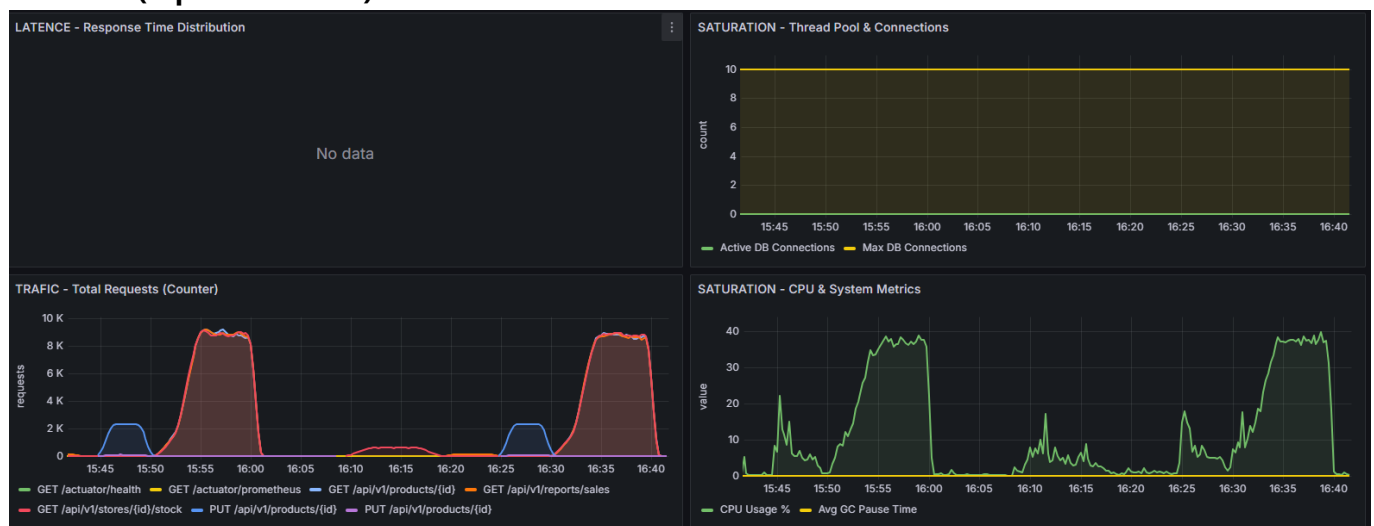 LATENCE - Response Time Distribution
No data
SATURATION - Thread Pool & Connections
10
8
6
4
2
0
count
15:45 15:50 15:55 16:00 16:05 16:10 16:15 16:20 16:25 16:30 16:35 16:40
Active DB Connections Max DB Connections
TRAFIC - Total Requests (Counter)
10 K
8 K
6 K
4 K
2 K
0
requests
15:45 15:50 15:55 16:00 16:05 16:10 16:15 16:20 16:25 16:30 16:35 16:40
GET /actuator/health GET /actuator/prometheus GET /api/v1/products/{id} GET /api/v1/reports/sales
GET /api/v1/stores/{id}/stock PUT /api/v1/products/{id} PUT /api/v1/products/{id}
SATURATION - CPU & System Metrics
40
30
20
10
0
value
15:45 15:50 15:55 16:00 16:05 16:10 16:15 16:20 16:25 16:30 16:35 16:40
CPU Usage % Avg GC Pause Time